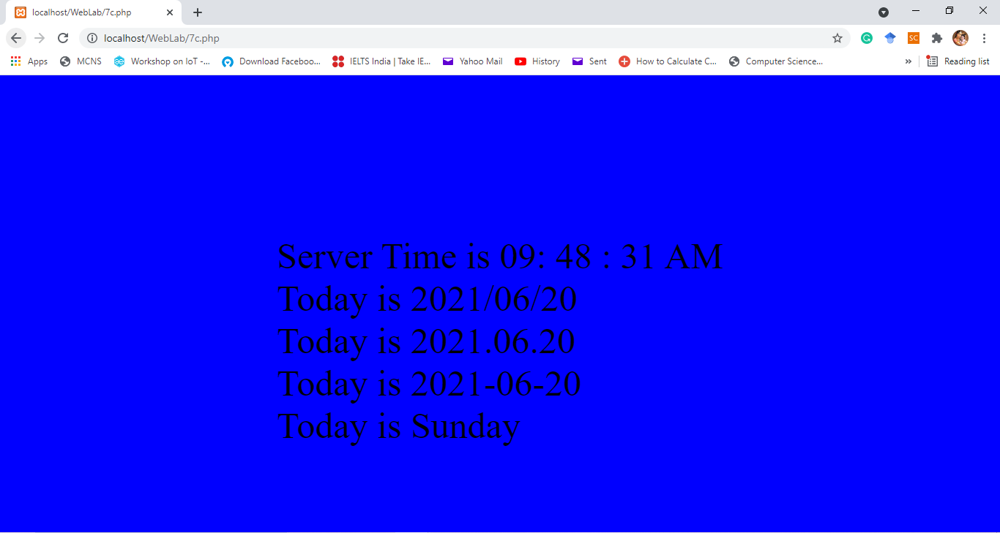 localhost/WebLab/7c.php
localhost/WebLab/7c.php
SC
Apps MCNS Workshop on IoT -... Download Faceboo... IELTS India | Take IE... Yahoo Mail History Sent How to Calculate C... Computer Science... » Reading list
Server Time is 09: 48 : 31 AM
Today is 2021/06/20
Today is 2021.06.20
Today is 2021-06-20
Today is Sunday